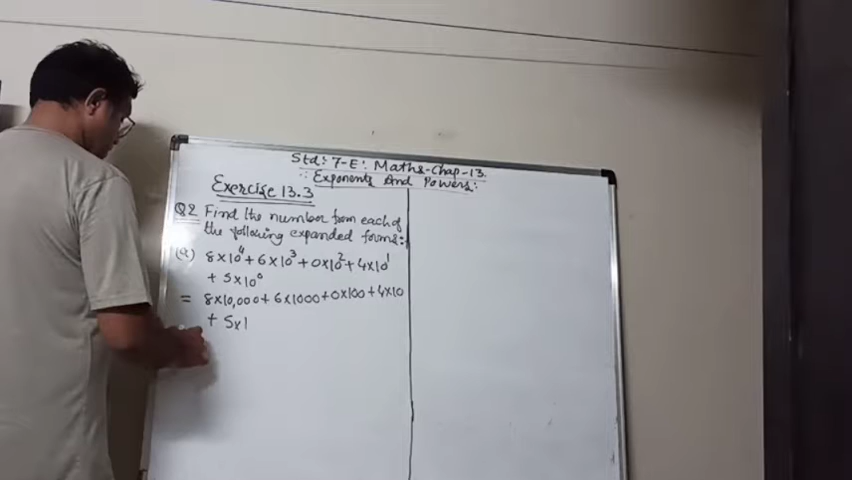 Std: 7-E: Maths-Chap-13.
:Exponents And Powers:
Exercise 13.3
Q2 Find the number from each of
the following expanded forms:
(a) 8×10⁴+6×10³+0×10²+4×10¹
+ 5×10⁰
= 8×10,000+6×1000+0×100+4×10
+ 5×1